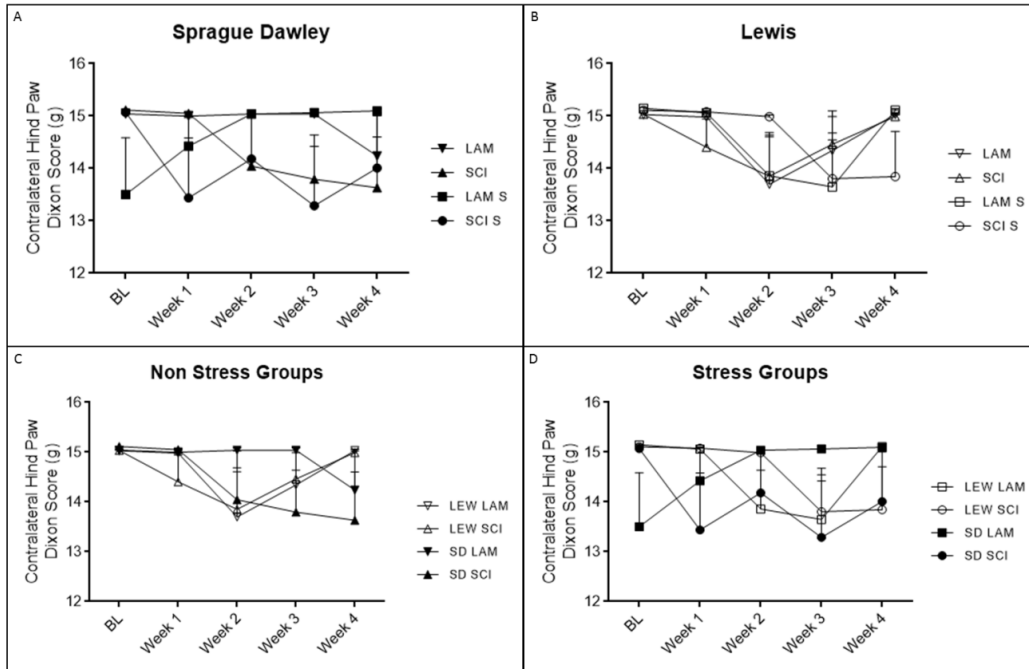 A
Sprague Dawley
Contralateral Hind Paw
Dixon Score (g)
16
15
14
13
12
BL
Week 1
Week 2
Week 3
Week 4
LAM
SCI
LAM S
SCI S
B
Lewis
Contralateral Hind Paw
Dixon Score (g)
16
15
14
13
12
BL
Week 1
Week 2
Week 3
Week 4
LAM
SCI
LAM S
SCI S
C
Non Stress Groups
Contralateral Hind Paw
Dixon Score (g)
16
15
14
13
12
BL
Week 1
Week 2
Week 3
Week 4
LEW LAM
LEW SCI
SD LAM
SD SCI
D
Stress Groups
Contralateral Hind Paw
Dixon Score (g)
16
15
14
13
12
BL
Week 1
Week 2
Week 3
Week 4
LEW LAM
LEW SCI
SD LAM
SD SCI